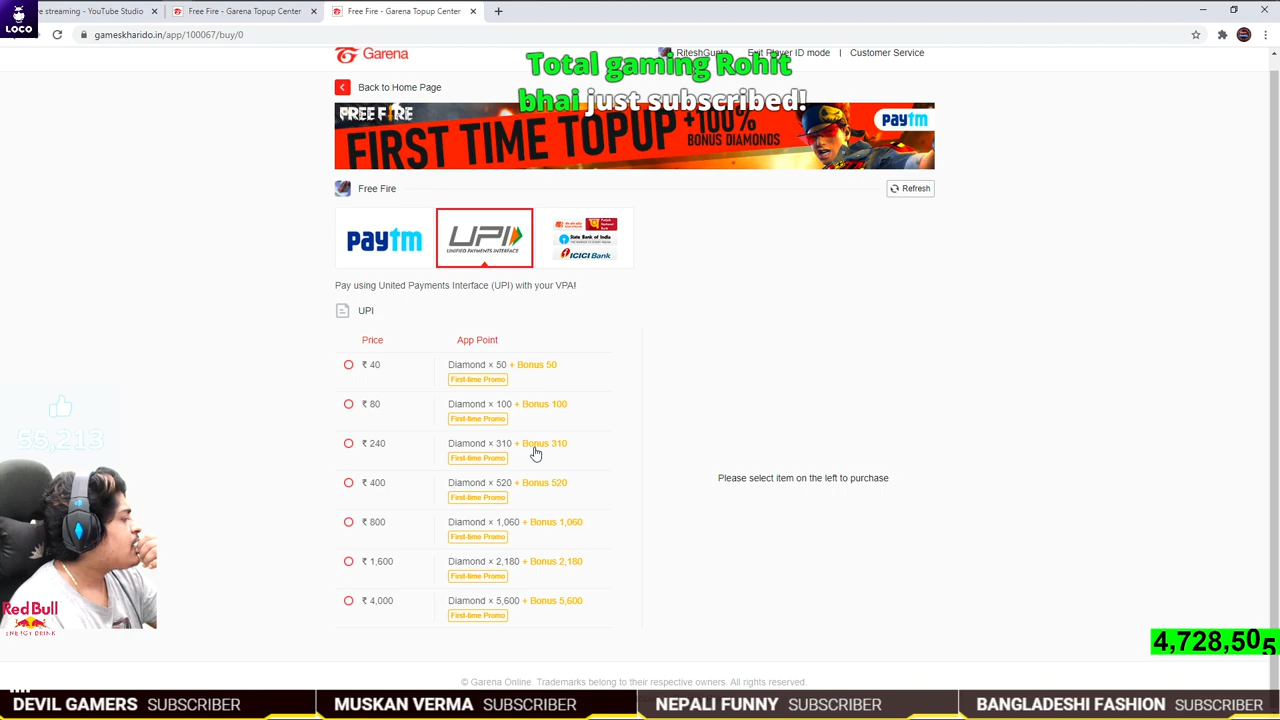 LOCO
re streaming - YouTube Studio
Free Fire - Garena Topup Center
Free Fire - Garena Topup Center
gameskharido.in/app/100067/buy/0
Garena
RiteshGupta
Exit Player ID mode | Customer Service
Total gaming Rohit
bhai just subscribed!
Back to Home Page
FREE FIRE
FIRST TIME TOPUP +100%
BONUS DIAMONDS
paytm
Free Fire
Refresh
paytm
UPI
UNIFIED PAYMENTS INTERFACE
State Bank of India
ICICI Bank
Pay using United Payments Interface (UPI) with your VPA!
UPI
Price App Point
₹ 40 Diamond × 50 + Bonus 50
First-time Promo
₹ 80 Diamond × 100 + Bonus 100
First-time Promo
₹ 240 Diamond × 310 + Bonus 310
First-time Promo
₹ 400 Diamond × 520 + Bonus 520
First-time Promo
₹ 800 Diamond × 1,060 + Bonus 1,060
First-time Promo
₹ 1,600 Diamond × 2,180 + Bonus 2,180
First-time Promo
₹ 4,000 Diamond × 5,600 + Bonus 5,600
First-time Promo
Please select item on the left to purchase
55,213
Red Bull
ENERGY DRINK
4,728,505
© Garena Online. Trademarks belong to their respective owners. All rights reserved.
DEVIL GAMERS SUBSCRIBER
MUSKAN VERMA SUBSCRIBER
NEPALI FUNNY SUBSCRIBER
BANGLADESHI FASHION SUBSCRIBER